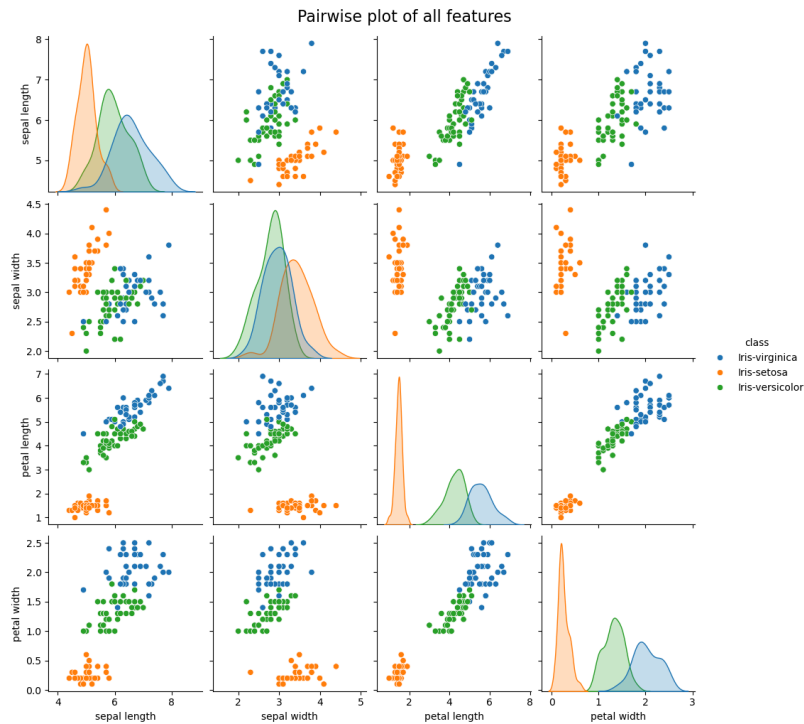 Pairwise plot of all features
8
7
6
5
sepal length
4.5
4.0
3.5
3.0
2.5
2.0
sepal width
7
6
5
4
3
2
1
petal length
2.5
2.0
1.5
1.0
0.5
0.0
petal width
4 6 8
sepal length
2 3 4 5
sepal width
0 2 4 6 8
petal length
0 1 2 3
petal width
class
Iris-virginica
Iris-setosa
Iris-versicolor